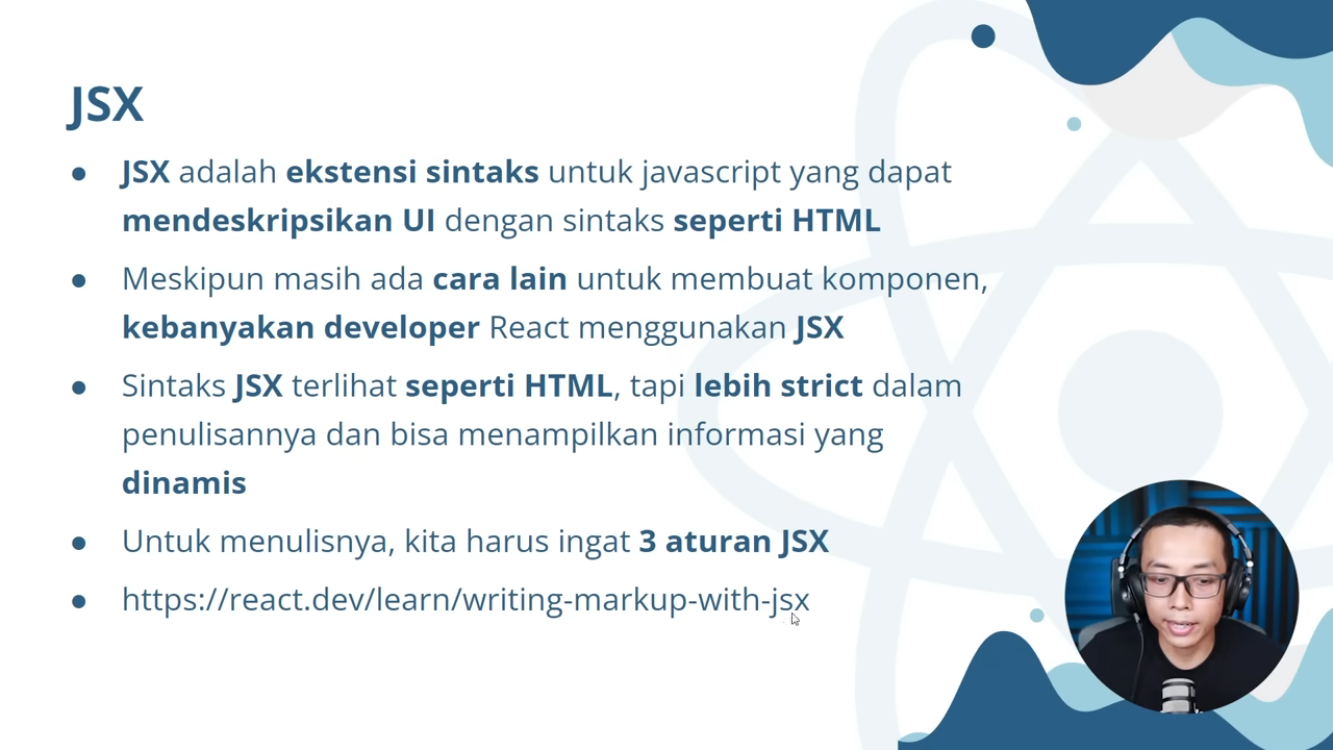 JSX
● JSX adalah ekstensi sintaks untuk javascript yang dapat
mendeskripsikan UI dengan sintaks seperti HTML
● Meskipun masih ada cara lain untuk membuat komponen,
kebanyakan developer React menggunakan JSX
● Sintaks JSX terlihat seperti HTML, tapi lebih strict dalam
penulisannya dan bisa menampilkan informasi yang
dinamis
● Untuk menulisnya, kita harus ingat 3 aturan JSX
● https://react.dev/learn/writing-markup-with-jsx